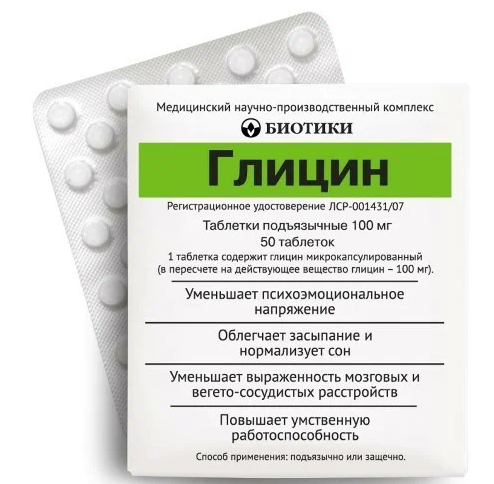 Медицинский научно-производственный комплекс
БИОТИКИ
Глицин
Регистрационное удостоверение ЛСР-001431/07
Таблетки подъязычные 100 мг
50 таблеток
1 таблетка содержит глицин микрокапсулированный
(в пересчете на действующее вещество глицин – 100 мг).
Уменьшает психоэмоциональное
напряжение
Облегчает засыпание и
нормализует сон
Уменьшает выраженность мозговых и
вегето-сосудистых расстройств
Повышает умственную
работоспособность
Способ применения: подъязычно или защечно.